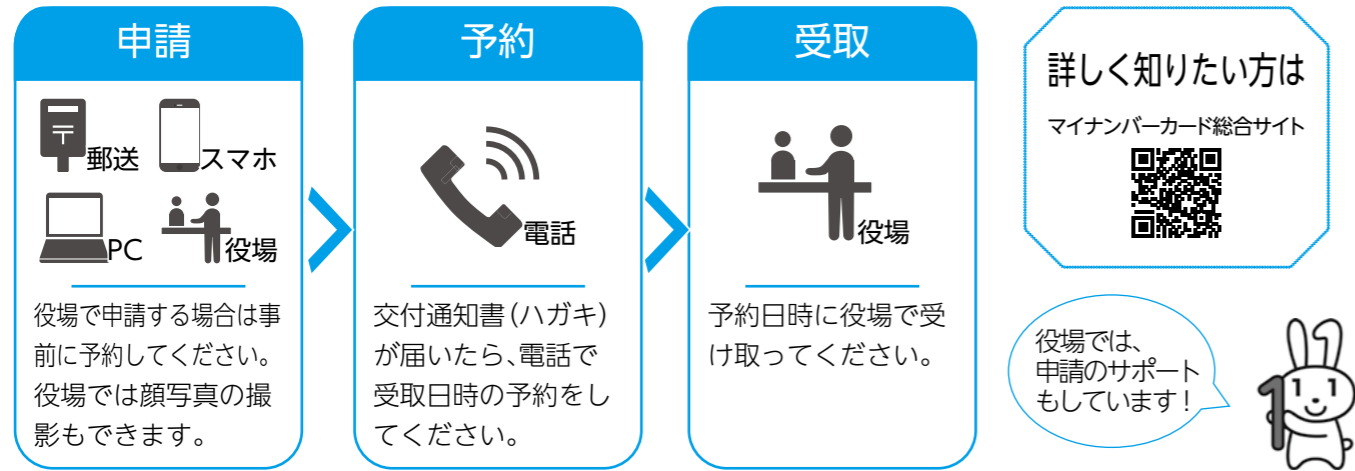 申請
郵送
スマホ
PC
役場
役場で申請する場合は事
前に予約してください。
役場では顔写真の撮
影もできます。
予約
電話
交付通知書(ハガキ)
が届いたら、電話で
受取日時の予約をし
てください。
受取
役場
予約日時に役場で受
け取ってください。
詳しく知りたい方は
マイナンバーカード総合サイト
役場では、
申請のサポート
もしています!